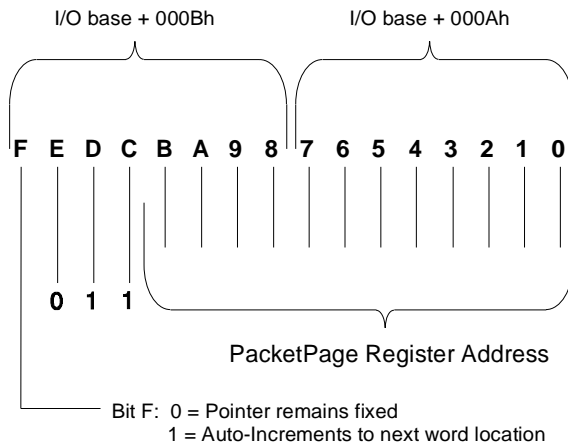 I/O base + 000Bh I/O base + 000Ah
F E D C B A 9 8 7 6 5 4 3 2 1 0
0 1 1
PacketPage Register Address
Bit F: 0 = Pointer remains fixed
1 = Auto-Increments to next word location